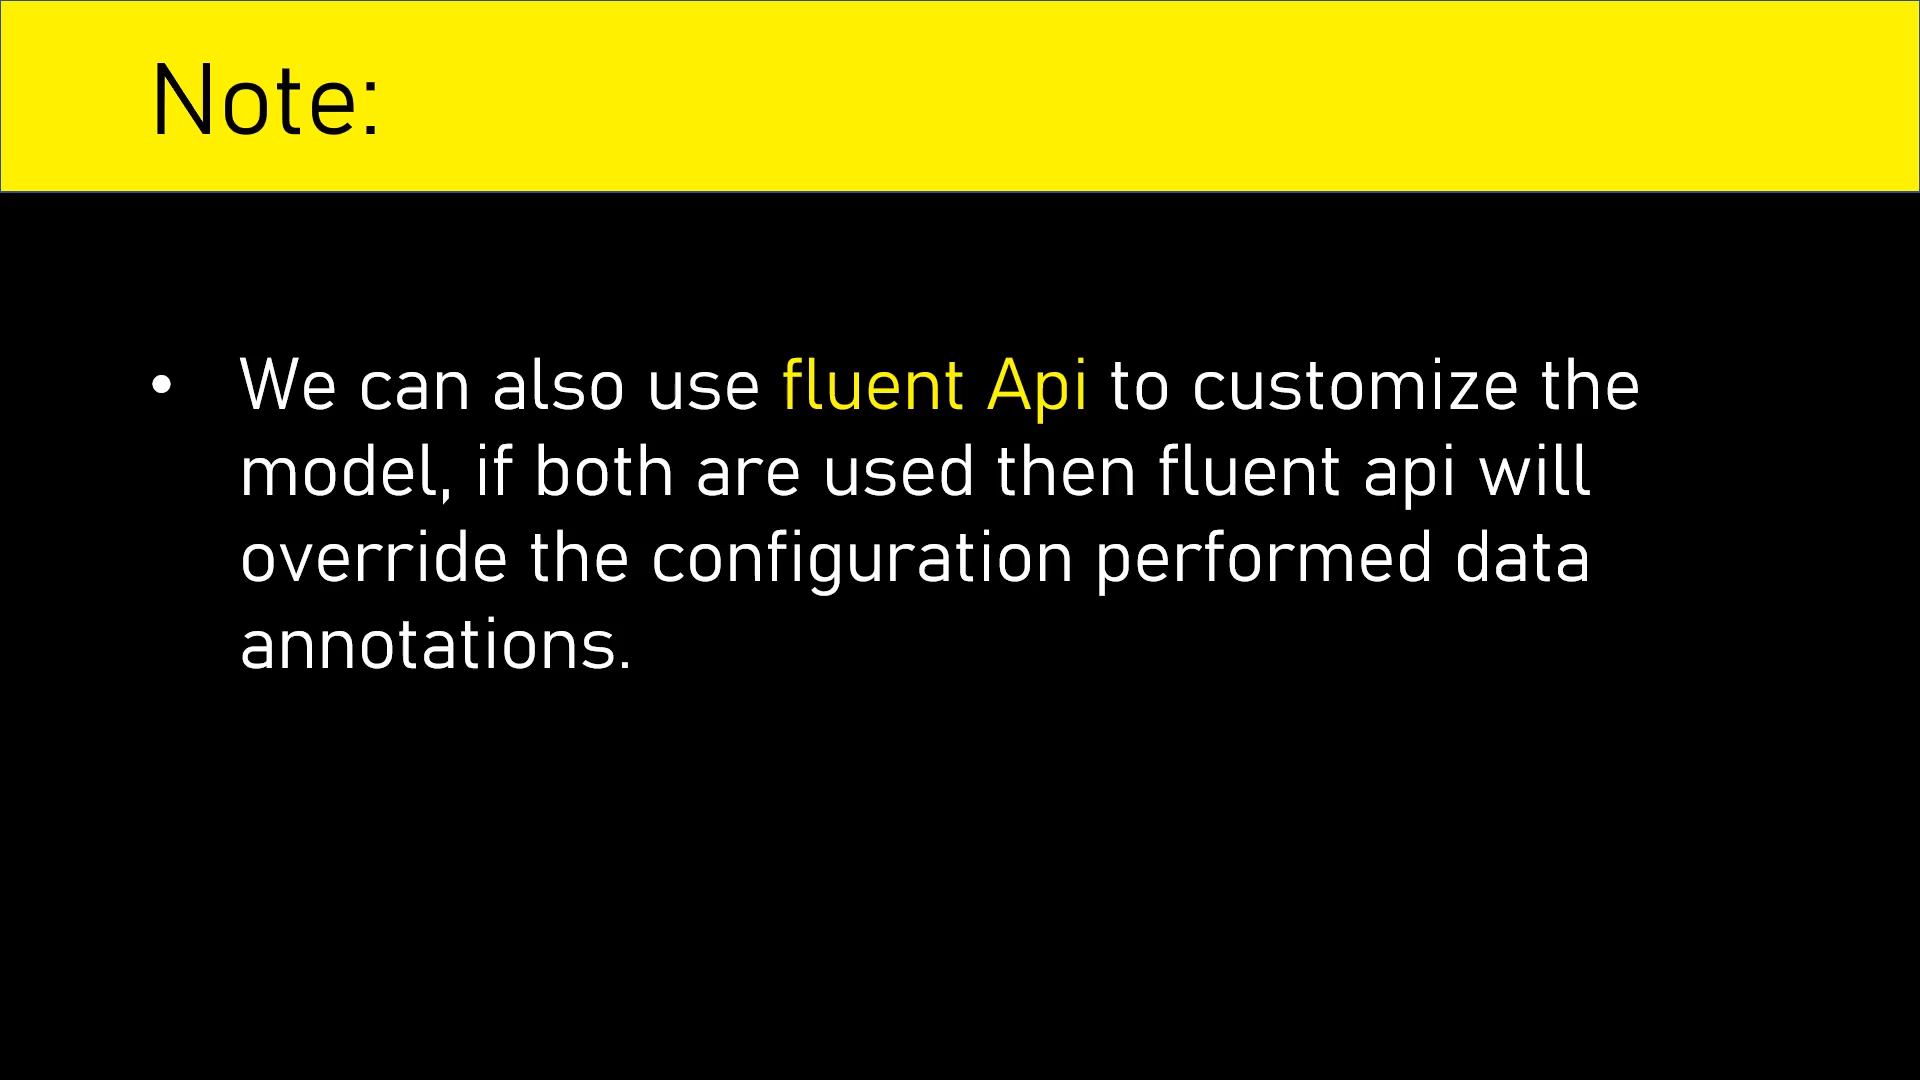 Note:
• We can also use fluent Api to customize the
model, if both are used then fluent api will
override the configuration performed data
annotations.